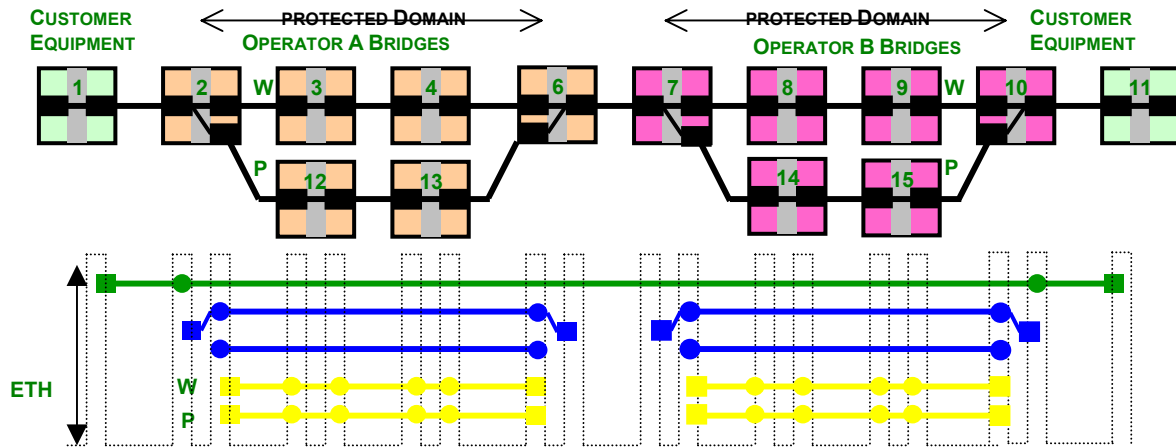 CUSTOMER EQUIPMENT
PROTECTED DOMAIN
OPERATOR A BRIDGES
PROTECTED DOMAIN
OPERATOR B BRIDGES
CUSTOMER EQUIPMENT
1 2 W 3 4 6 7 8 9 W 10 11
P 12 13 14 15 P
ETH
W
P